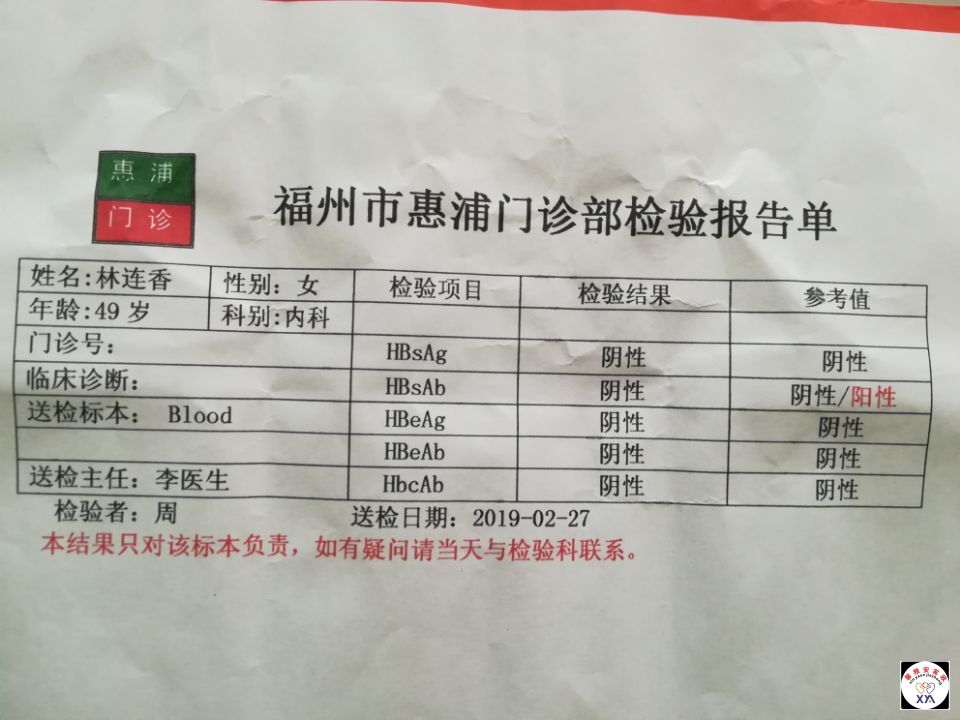 惠浦
门诊
福州市惠浦门诊部检验报告单
姓名:林连香 性别: 女 检验项目 检验结果 参考值
年龄:49 岁 科别:内科
门诊号: HBsAg 阴性 阴性
临床诊断: HBsAb 阴性 阴性/阳性
送检标本: Blood HBeAg 阴性 阴性
HBeAb 阴性 阴性
送检主任: 李医生 HbcAb 阴性 阴性
检验者: 周 送检日期: 2019-02-27
本结果只对该标本负责，如有疑问请当天与检验科联系。
XYA